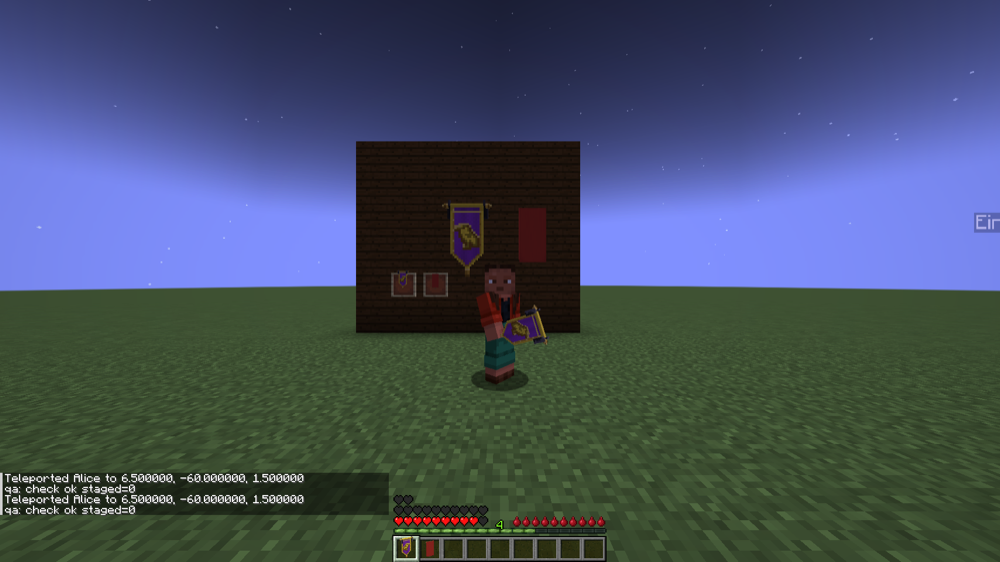 Ein
Teleported Alice to 6.500000, -60.000000, 1.500000
qa: check ok staged=0
Teleported Alice to 6.500000, -60.000000, 1.500000
qa: check ok staged=0
4